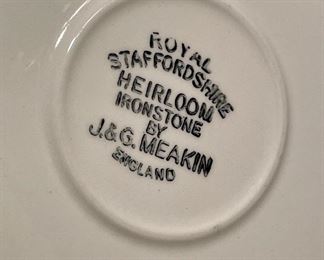 ROYAL
STAFFORDSHIRE
HEIRLOOM
IRONSTONE
BY
J.&G. MEAKIN
ENGLAND